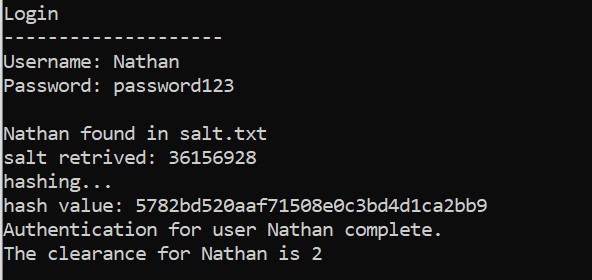 Login
---------------------
Username: Nathan
Password: password123
Nathan found in salt.txt
salt retrived: 36156928
hashing...
hash value: 5782bd520aaf71508e0c3bd4d1ca2bb9
Authentication for user Nathan complete.
The clearance for Nathan is 2